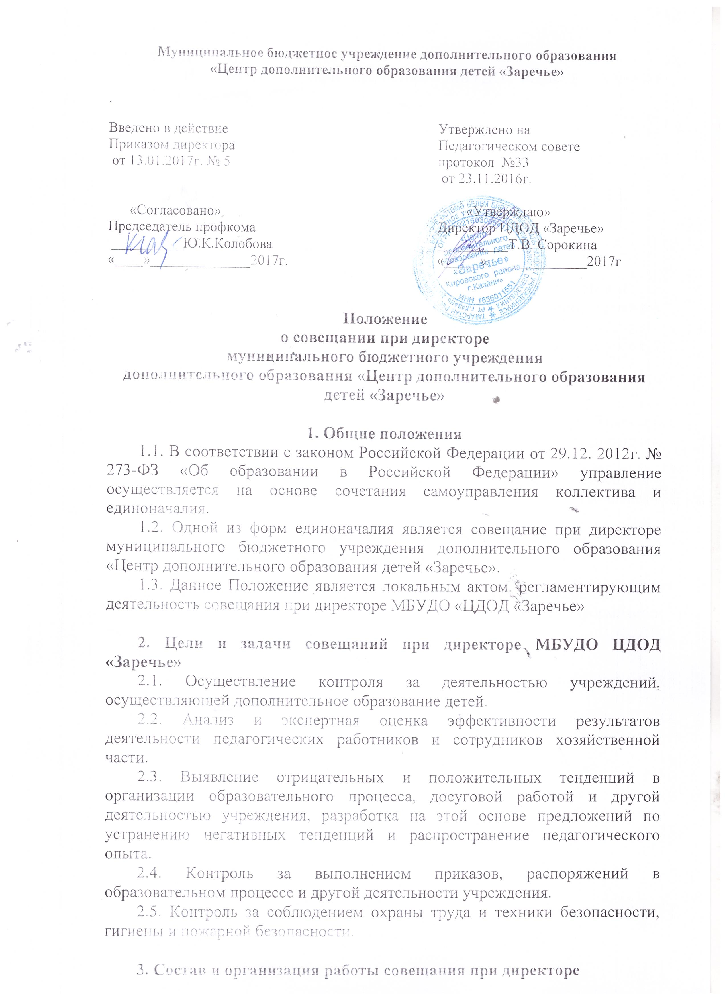 Муниципальное бюджетное учреждение дополнительного образования
«Центр дополнительного образования детей «Заречье»
Введено в действие
Приказом директора
от 13.01.2017г. № 5
Утверждено на
Педагогическом совете
протокол №33
от 23.11.2016г.
«Согласовано»
Председатель профкома
__________Ю.К.Колобова
«____»______________2017г.
«Утверждаю»
Директор ЦДОД «Заречье»
__________Т.В. Сорокина
«_____»______________2017г
«Центр
дополнительного
образования детей
«Заречье»
Кировского района
г.Казани»
ИНН 1656011551
Положение
о совещании при директоре
муниципального бюджетного учреждения
дополнительного образования «Центр дополнительного образования
детей «Заречье»
1. Общие положения
1.1. В соответствии с законом Российской Федерации от 29.12. 2012г. №
273-ФЗ «Об образовании в Российской Федерации» управление
осуществляется на основе сочетания самоуправления коллектива и
единоначалия.
1.2. Одной из форм единоначалия является совещание при директоре
муниципального бюджетного учреждения дополнительного образования
«Центр дополнительного образования детей «Заречье».
1.3. Данное Положение является локальным актом, регламентирующим
деятельность совещания при директоре МБУДО «ЦДОД «Заречье»
2. Цели и задачи совещаний при директоре МБУДО ЦДОД
«Заречье»
2.1. Осуществление контроля за деятельностью учреждений,
осуществляющей дополнительное образование детей.
2.2. Анализ и экспертная оценка эффективности результатов
деятельности педагогических работников и сотрудников хозяйственной
части.
2.3. Выявление отрицательных и положительных тенденций в
организации образовательного процесса, досуговой работой и другой
деятельностью учреждения, разработка на этой основе предложений по
устранению негативных тенденций и распространение педагогического
опыта.
2.4. Контроль за выполнением приказов, распоряжений в
образовательном процессе и другой деятельности учреждения.
2.5. Контроль за соблюдением охраны труда и техники безопасности,
гигиены и пожарной безопасности.
3. Состав и организация работы совещания при директоре